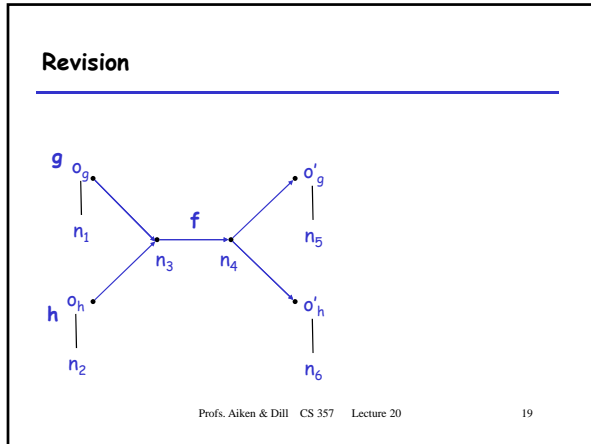 Revision
g o_g
o'_g
n_1
f
n_5
n_3
n_4
h o_h
o'_h
n_2
n_6
Profs. Aiken & Dill CS 357 Lecture 20
19